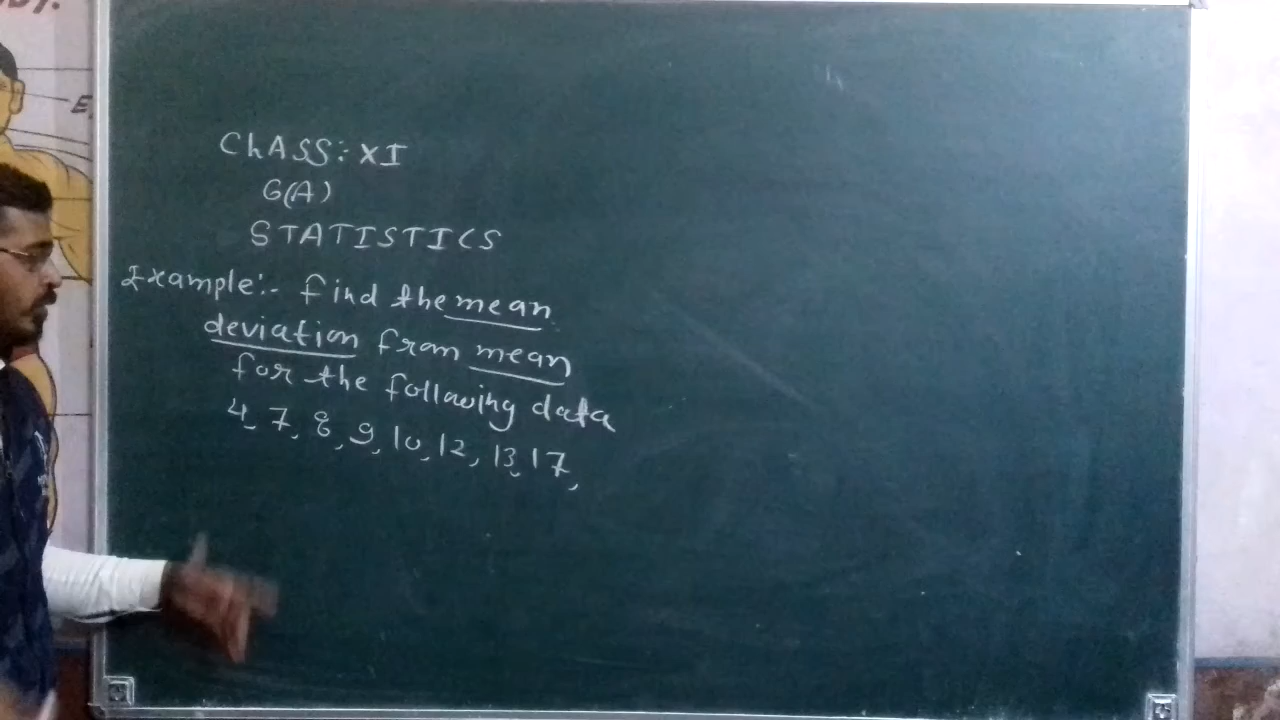 ChASS:- XI
G(A)
STATISTICS
Example:- find the mean
deviation from mean
for the following data
4, 7, 8, 9, 10, 12, 13, 17,